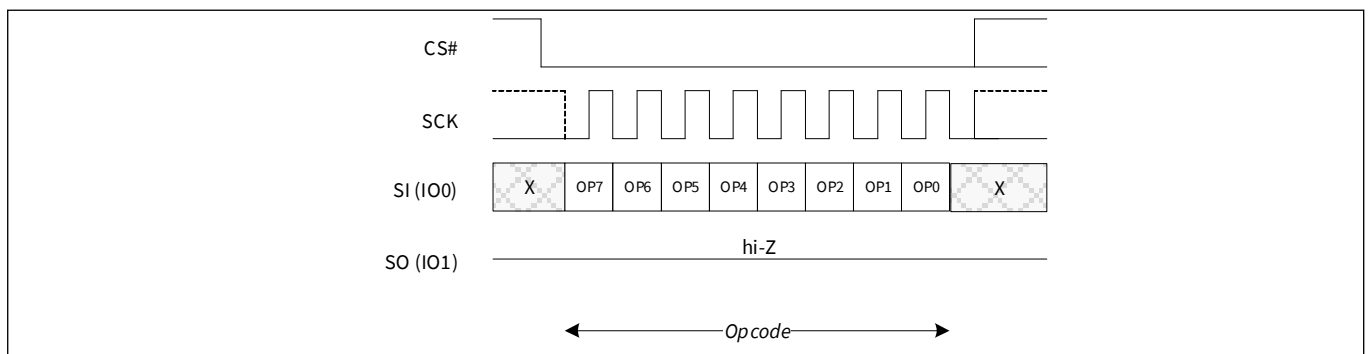 CS#
SCK
SI (IO0) X OP7 OP6 OP5 OP4 OP3 OP2 OP1 OP0 X
hi-Z
SO (IO1)
Opcode